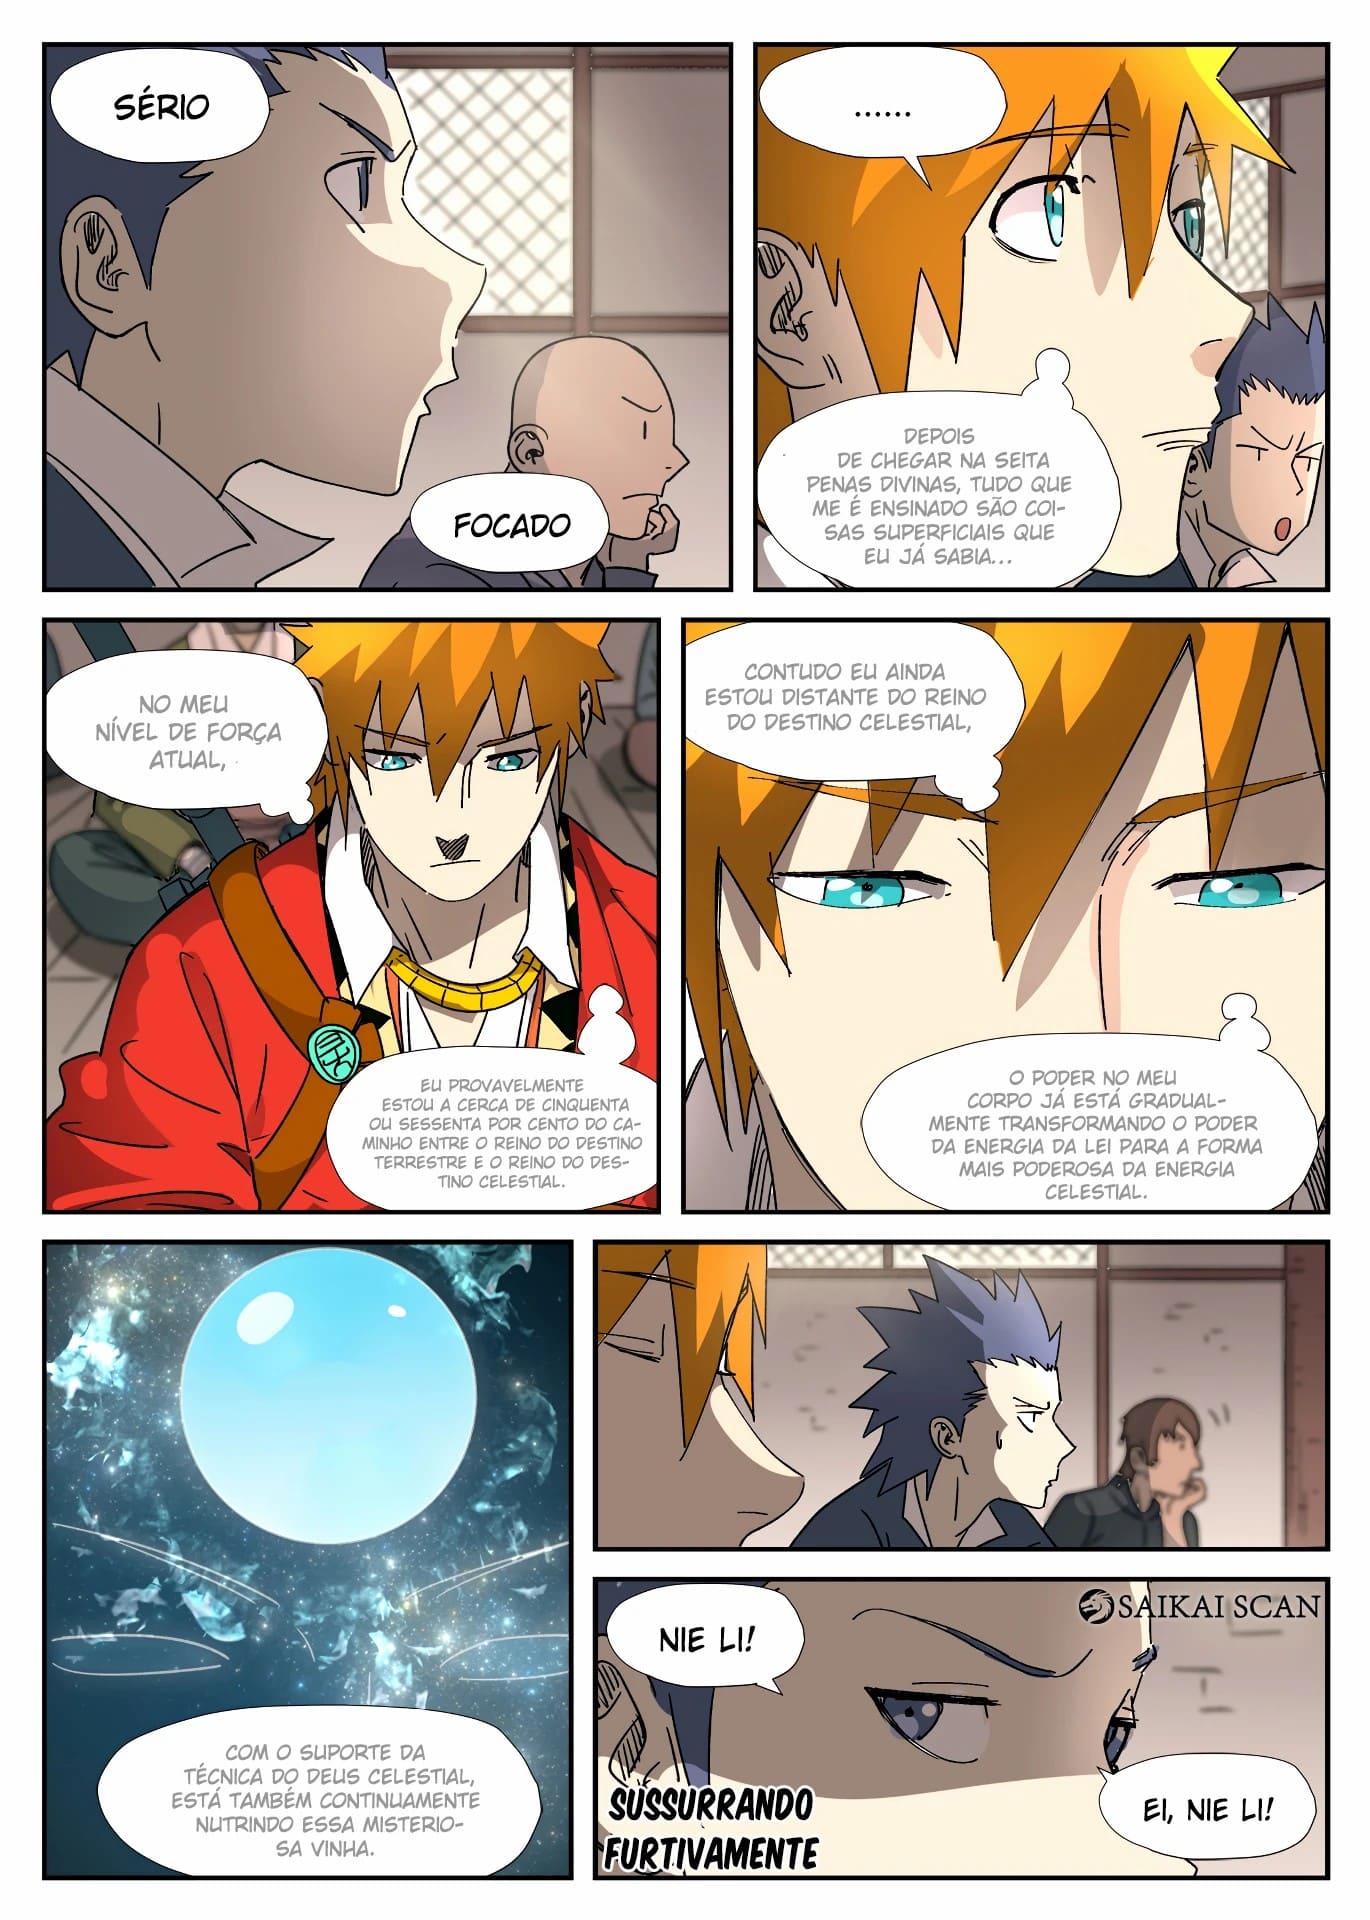 SÉRIO
FOCADO
......
DEPOIS
DE CHEGAR NA SEITA
PENAS DIVINAS, TUDO QUE
ME É ENSINADO SÃO COI-
SAS SUPERFICIAIS QUE
EU JÁ SABIA...
NO MEU
NÍVEL DE FORÇA
ATUAL,
EU PROVAVELMENTE
ESTOU A CERCA DE CINQUENTA
OU SESSENTA POR CENTO DO CA-
MINHO ENTRE O REINO DO DESTINO
TERRESTRE E O REINO DO DES-
TINO CELESTIAL.
CONTUDO EU AINDA
ESTOU DISTANTE DO REINO
DO DESTINO CELESTIAL,
O PODER NO MEU
CORPO JÁ ESTÁ GRADUAL-
MENTE TRANSFORMANDO O PODER
DA ENERGIA DA LEI PARA A FORMA
MAIS PODEROSA DA ENERGIA
CELESTIAL.
COM O SUPORTE DA
TÉCNICA DO DEUS CELESTIAL,
ESTÁ TAMBÉM CONTINUAMENTE
NUTRINDO ESSA MISTERIO-
SA VINHA.
SAIKAI SCAN
NIE LI!
SUSSURRANDO
FURTIVAMENTE
EI, NIE LI!